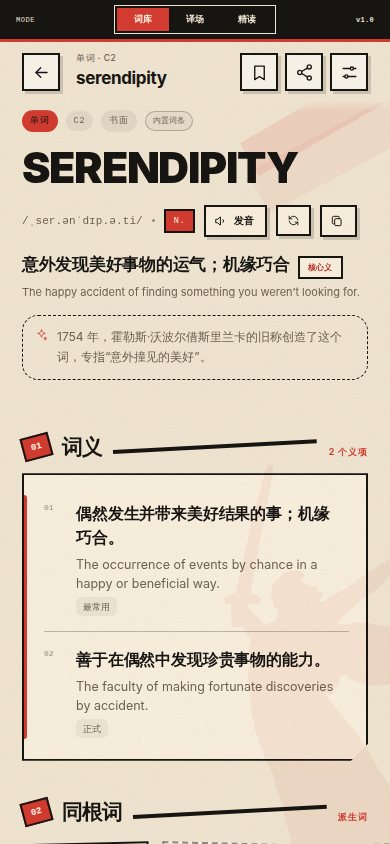 MODE
词库
译场
精读
v1.0
单词 · C2
serendipity
单词
C2
书面
内置词条
SERENDIPITY
/ˌser.ənˈdɪp.ə.ti/ • N. 发音
意外发现美好事物的运气；机缘巧合 核心义
The happy accident of finding something you weren’t looking for.
1754 年，霍勒斯·沃波尔借斯里兰卡的旧称创造了这个
词，专指“意外撞见的美好”。
01 词义 2 个义项
01 偶然发生并带来美好结果的事；机缘
巧合。
The occurrence of events by chance in a
happy or beneficial way.
最常用
02 善于在偶然中发现珍贵事物的能力。
The faculty of making fortunate discoveries
by accident.
正式
02 同根词 派生词